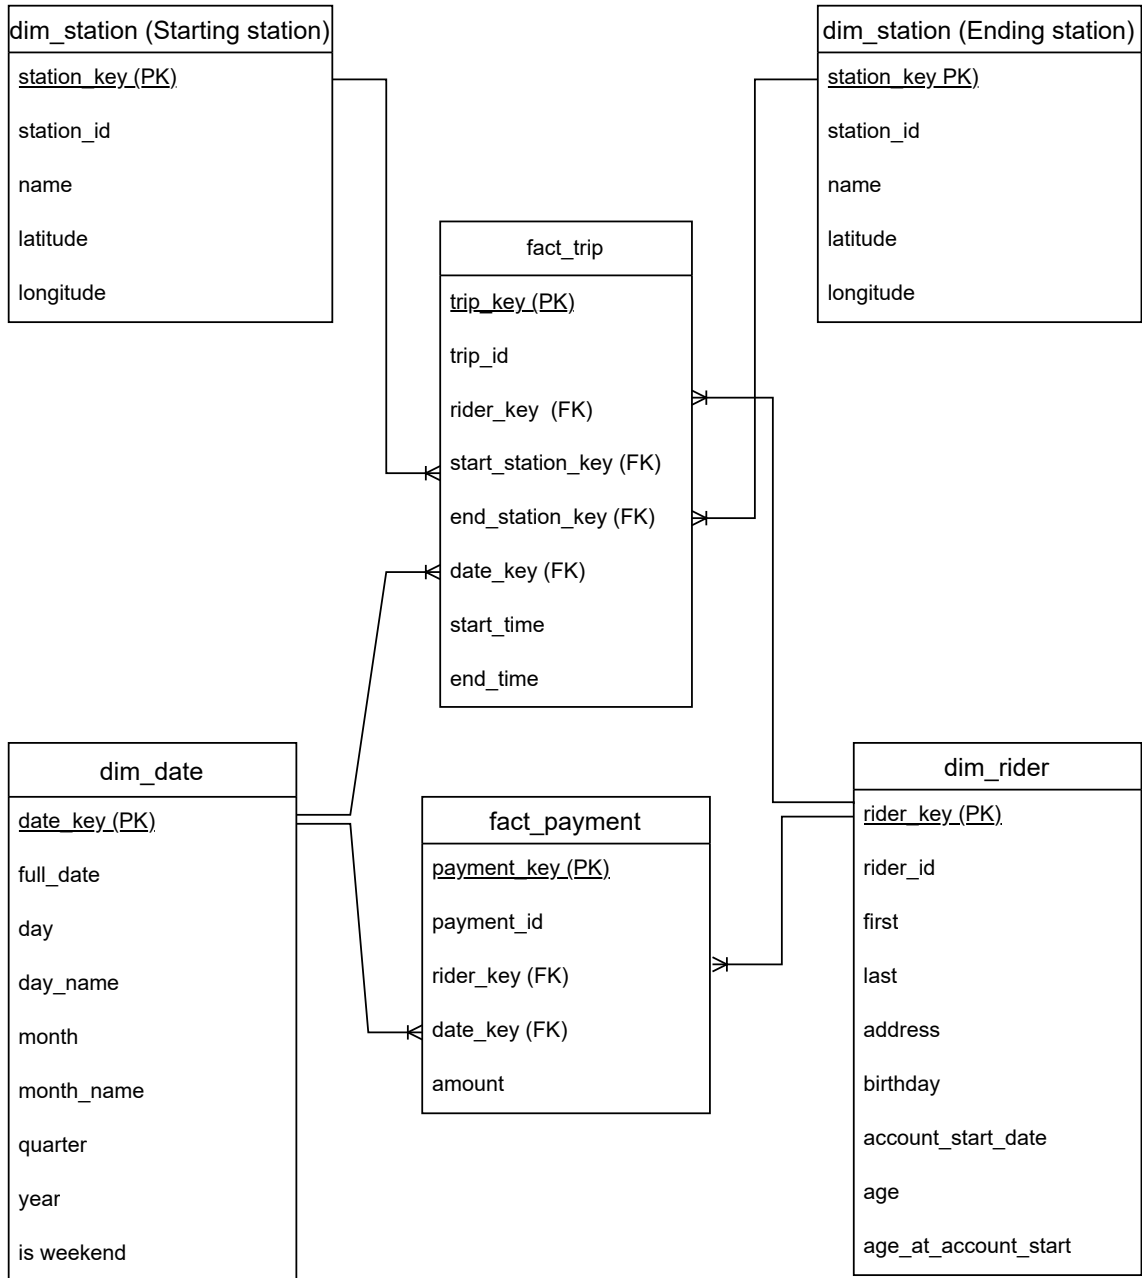 dim_station (Starting station)
station_key (PK)
station_id
name
latitude
longitude
dim_station (Ending station)
station_key PK)
station_id
name
latitude
longitude
fact_trip
trip_key (PK)
trip_id
rider_key  (FK)
start_station_key (FK)
end_station_key (FK)
date_key (FK)
start_time
end_time
dim_date
date_key (PK)
full_date
day
day_name
month
month_name
quarter
year
is weekend
fact_payment
payment_key (PK)
payment_id
rider_key (FK)
date_key (FK)
amount
dim_rider
rider_key (PK)
rider_id
first
last
address
birthday
account_start_date
age
age_at_account_start